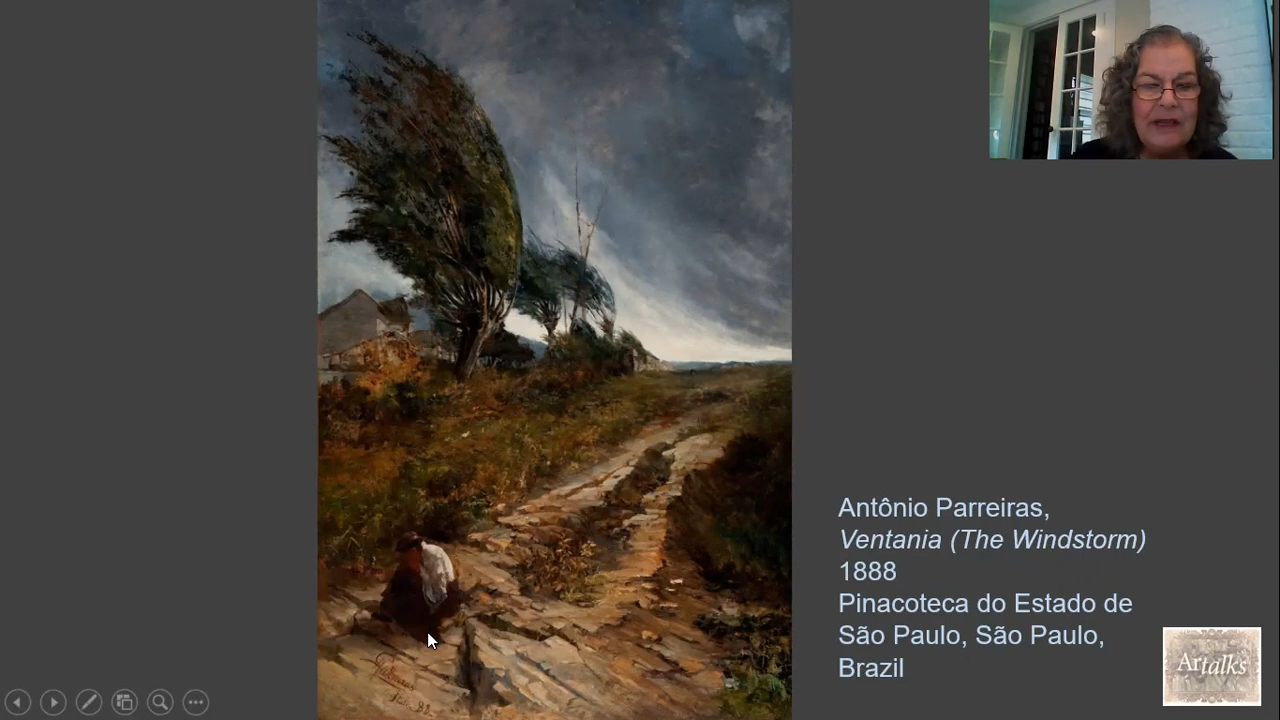 Antônio Parreiras,
Ventania (The Windstorm)
1888
Pinacoteca do Estado de
São Paulo, São Paulo,
Brazil
Artalks